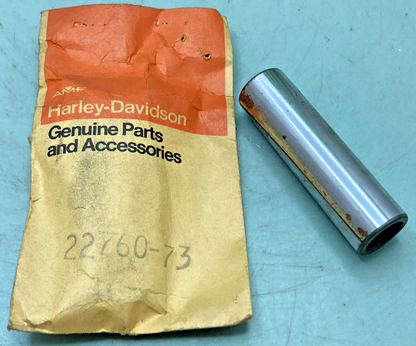 AMF
Harley-Davidson
Genuine Parts
and Accessories
22760-73